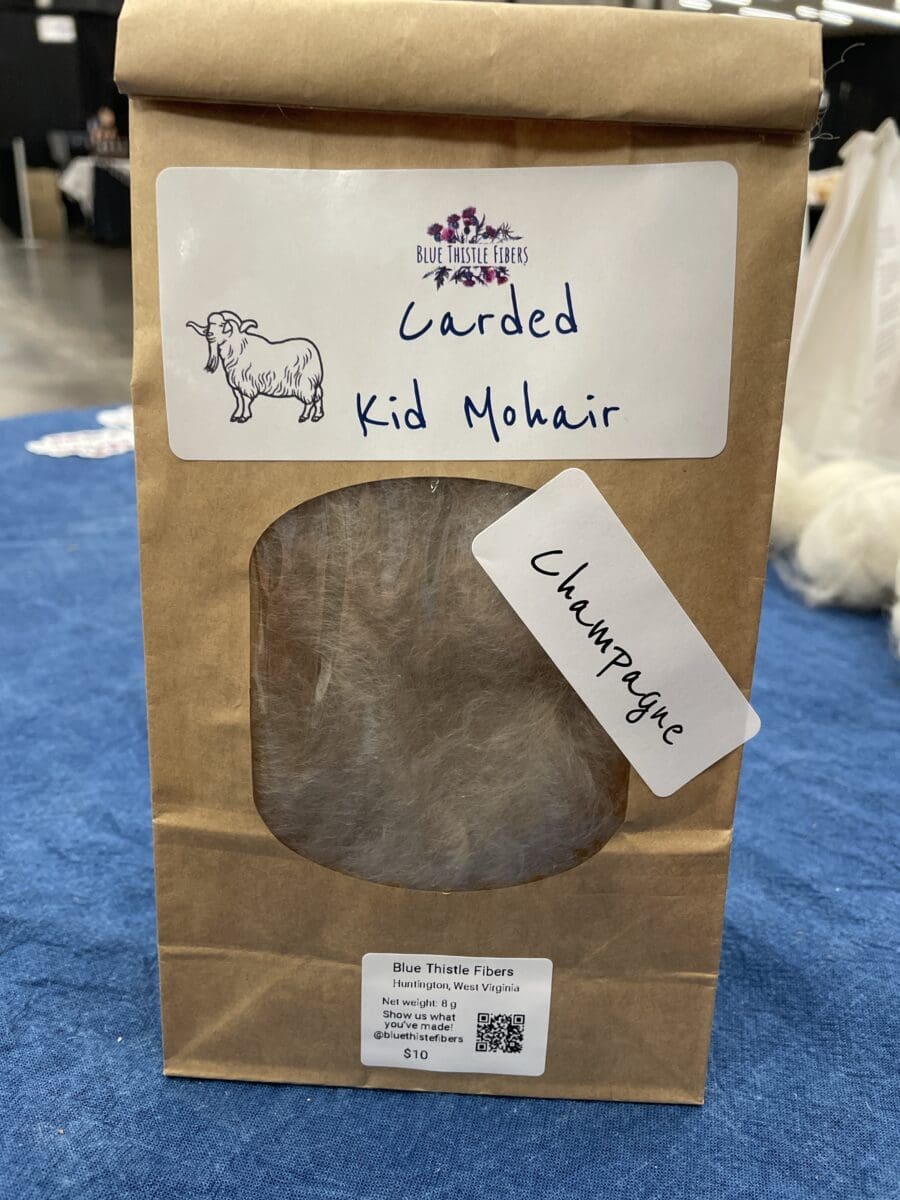 BLUE THISTLE FIBERS
Carded
Kid Mohair
Champagne
Blue Thistle Fibers
Huntington, West Virginia
Net weight: 8 g
Show us what
you've made!
@bluethistlefibers
$10